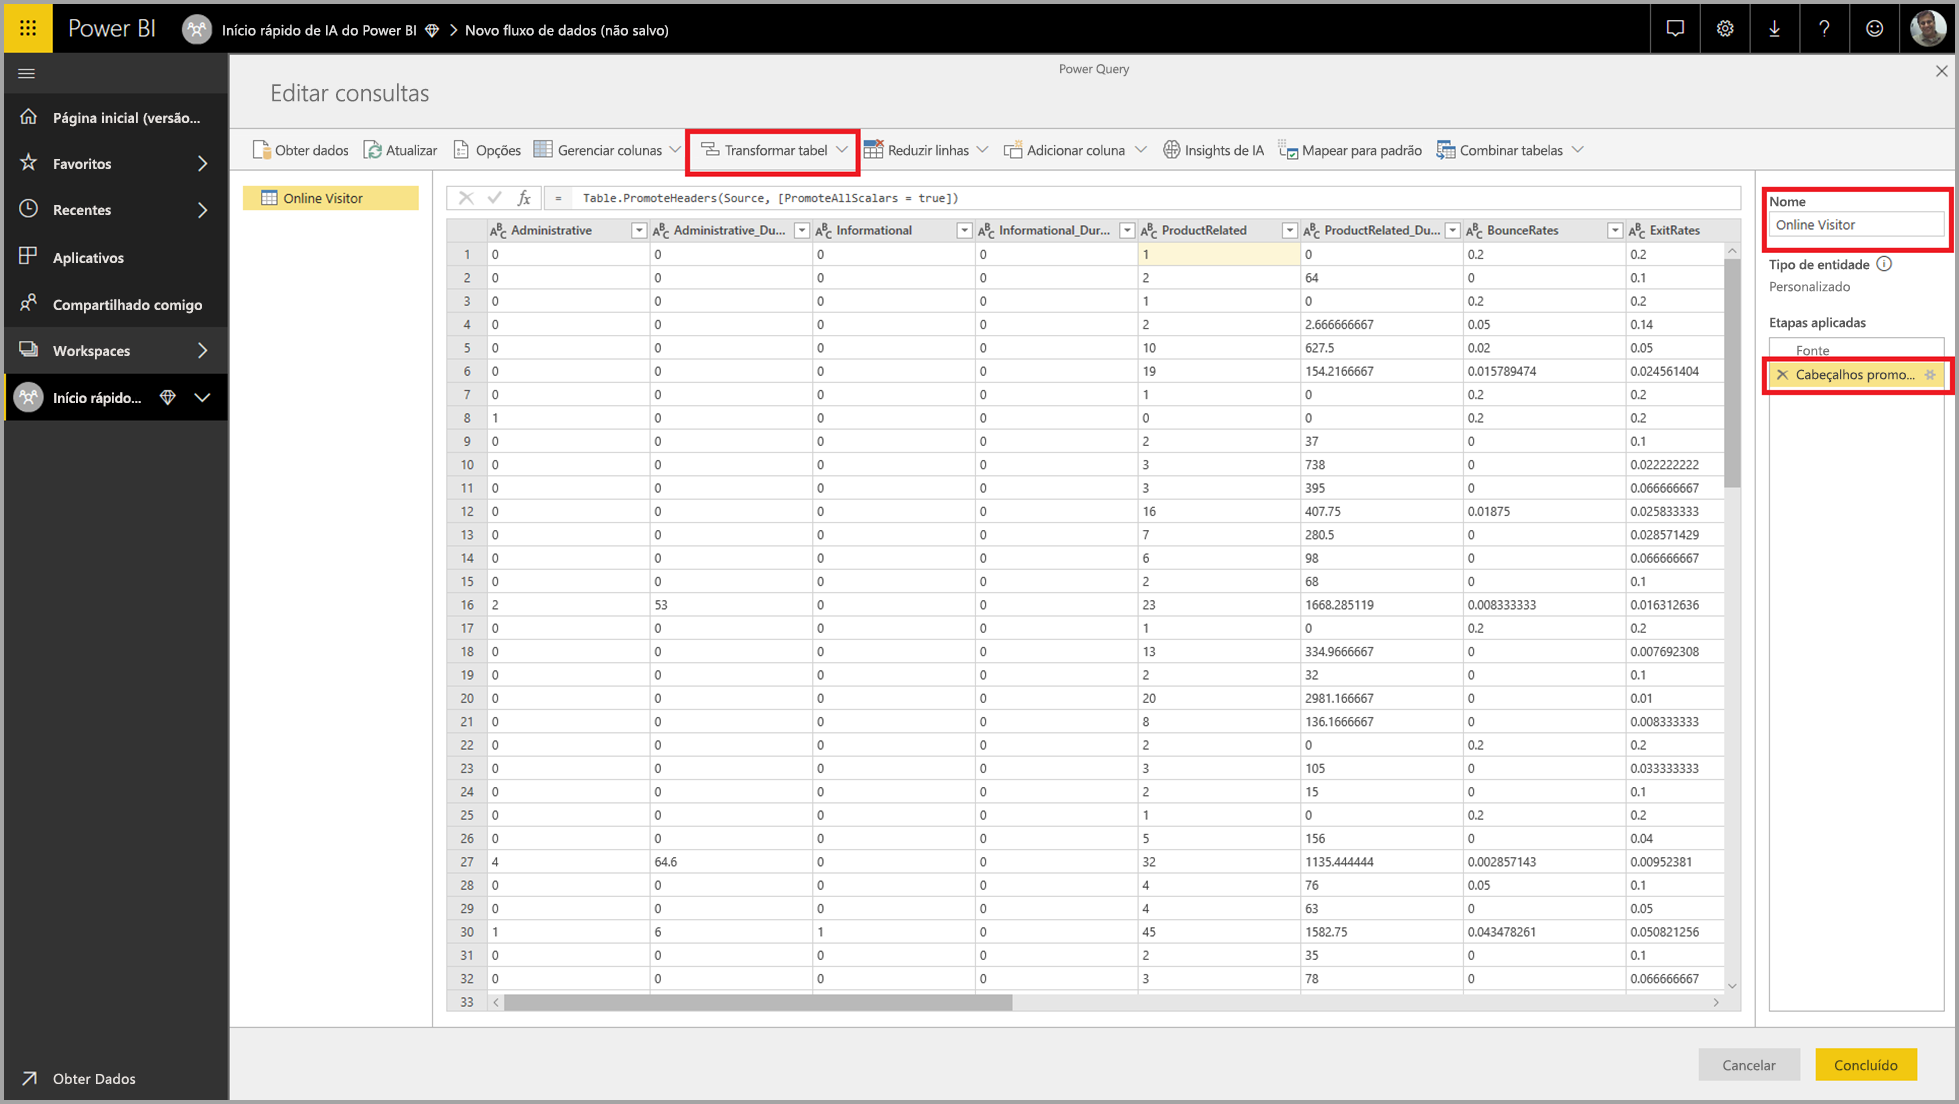 Power BI Início rápido de IA do Power BI > Novo fluxo de dados (não salvo)
Power Query
Editar consultas
Página inicial (versão...
Favoritos
Recentes
Aplicativos
Compartilhado comigo
Workspaces
Início rápido...
Obter Dados
Obter dados Atualizar Opções Gerenciar colunas Transformar tabel Reduzir linhas Adicionar coluna Insights de IA Mapear para padrão Combinar tabelas
Online Visitor
fx = Table.PromoteHeaders(Source, [PromoteAllScalars = true])
ABC Administrative ABC Administrative_Du... ABC Informational ABC Informational_Dur... ABC ProductRelated ABC ProductRelated_Du... ABC BounceRates ABC ExitRates
1 0 0 0 0 1 0 0.2 0.2
2 0 0 0 0 2 64 0 0.1
3 0 0 0 0 1 0 0.2 0.2
4 0 0 0 0 2 2.666666667 0.05 0.14
5 0 0 0 0 10 627.5 0.02 0.05
6 0 0 0 0 19 154.2166667 0.015789474 0.024561404
7 0 0 0 0 1 0 0.2 0.2
8 1 0 0 0 0 0 0.2 0.2
9 0 0 0 0 2 37 0 0.1
10 0 0 0 0 3 738 0 0.022222222
11 0 0 0 0 3 395 0 0.066666667
12 0 0 0 0 16 407.75 0.01875 0.025833333
13 0 0 0 0 7 280.5 0 0.028571429
14 0 0 0 0 6 98 0 0.066666667
15 0 0 0 0 2 68 0 0.1
16 2 53 0 0 23 1668.285119 0.008333333 0.016312636
17 0 0 0 0 1 0 0.2 0.2
18 0 0 0 0 13 334.9666667 0 0.007692308
19 0 0 0 0 2 32 0 0.1
20 0 0 0 0 20 2981.166667 0 0.01
21 0 0 0 0 8 136.1666667 0 0.008333333
22 0 0 0 0 2 0 0.2 0.2
23 0 0 0 0 3 105 0 0.033333333
24 0 0 0 0 2 15 0 0.1
25 0 0 0 0 1 0 0.2 0.2
26 0 0 0 0 5 156 0 0.04
27 4 64.6 0 0 32 1135.444444 0.002857143 0.00952381
28 0 0 0 0 4 76 0.05 0.1
29 0 0 0 0 4 63 0 0.05
30 1 6 1 0 45 1582.75 0.043478261 0.050821256
31 0 0 0 0 2 35 0 0.1
32 0 0 0 0 3 78 0 0.066666667
33
Nome
Online Visitor
Tipo de entidade
Personalizado
Etapas aplicadas
Fonte
Cabeçalhos promo...
Cancelar Concluído